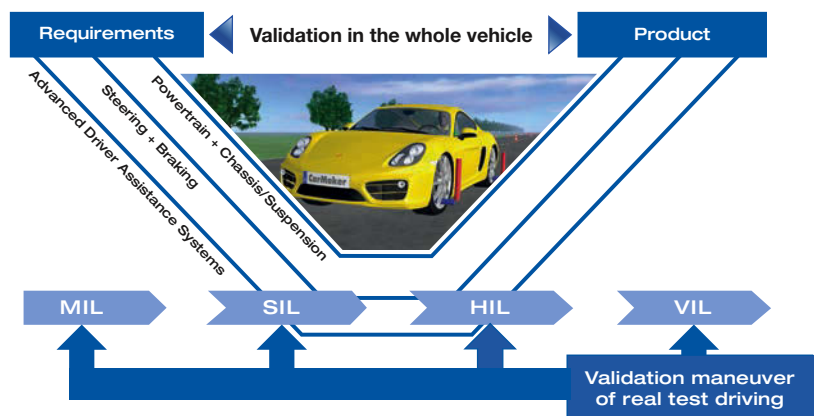 Requirements
Validation in the whole vehicle
Product
Advanced Driver Assistance Systems
Steering + Braking
Powertrain + Chassis/Suspension
CarMaker
MIL
SIL
HIL
VIL
Validation maneuver
of real test driving